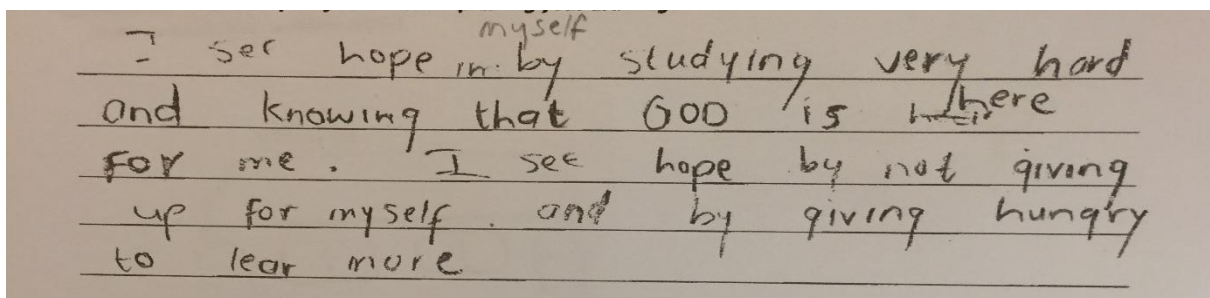 I see hope in myself by studying very hard
and knowing that GOD is here
for me. I see hope by not giving
up for myself. and by giving hungry
to lear more